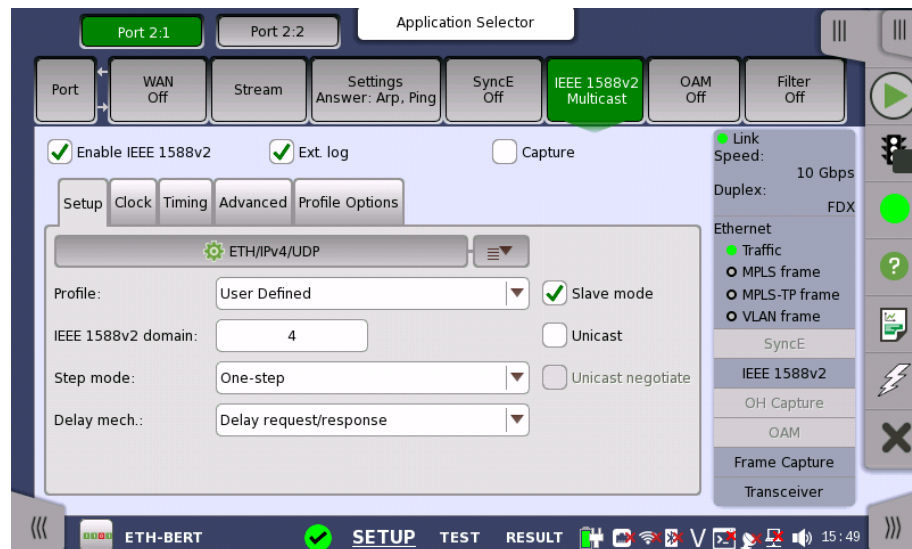 Application Selector
Port 2:1
Port 2:2
Port
WAN
Off
Stream
Settings
Answer: Arp, Ping
SyncE
Off
IEEE 1588v2
Multicast
OAM
Off
Filter
Off
Enable IEEE 1588v2
Ext. log
Capture
Setup
Clock
Timing
Advanced
Profile Options
ETH/IPv4/UDP
Profile:
User Defined
Slave mode
IEEE 1588v2 domain:
4
Unicast
Step mode:
One-step
Unicast negotiate
Delay mech.:
Delay request/response
Link
Speed:
10 Gbps
Duplex:
FDX
Ethernet
Traffic
MPLS frame
MPLS-TP frame
VLAN frame
SyncE
IEEE 1588v2
OH Capture
OAM
Frame Capture
Transceiver
ETH-BERT
SETUP
TEST
RESULT
V
15:49